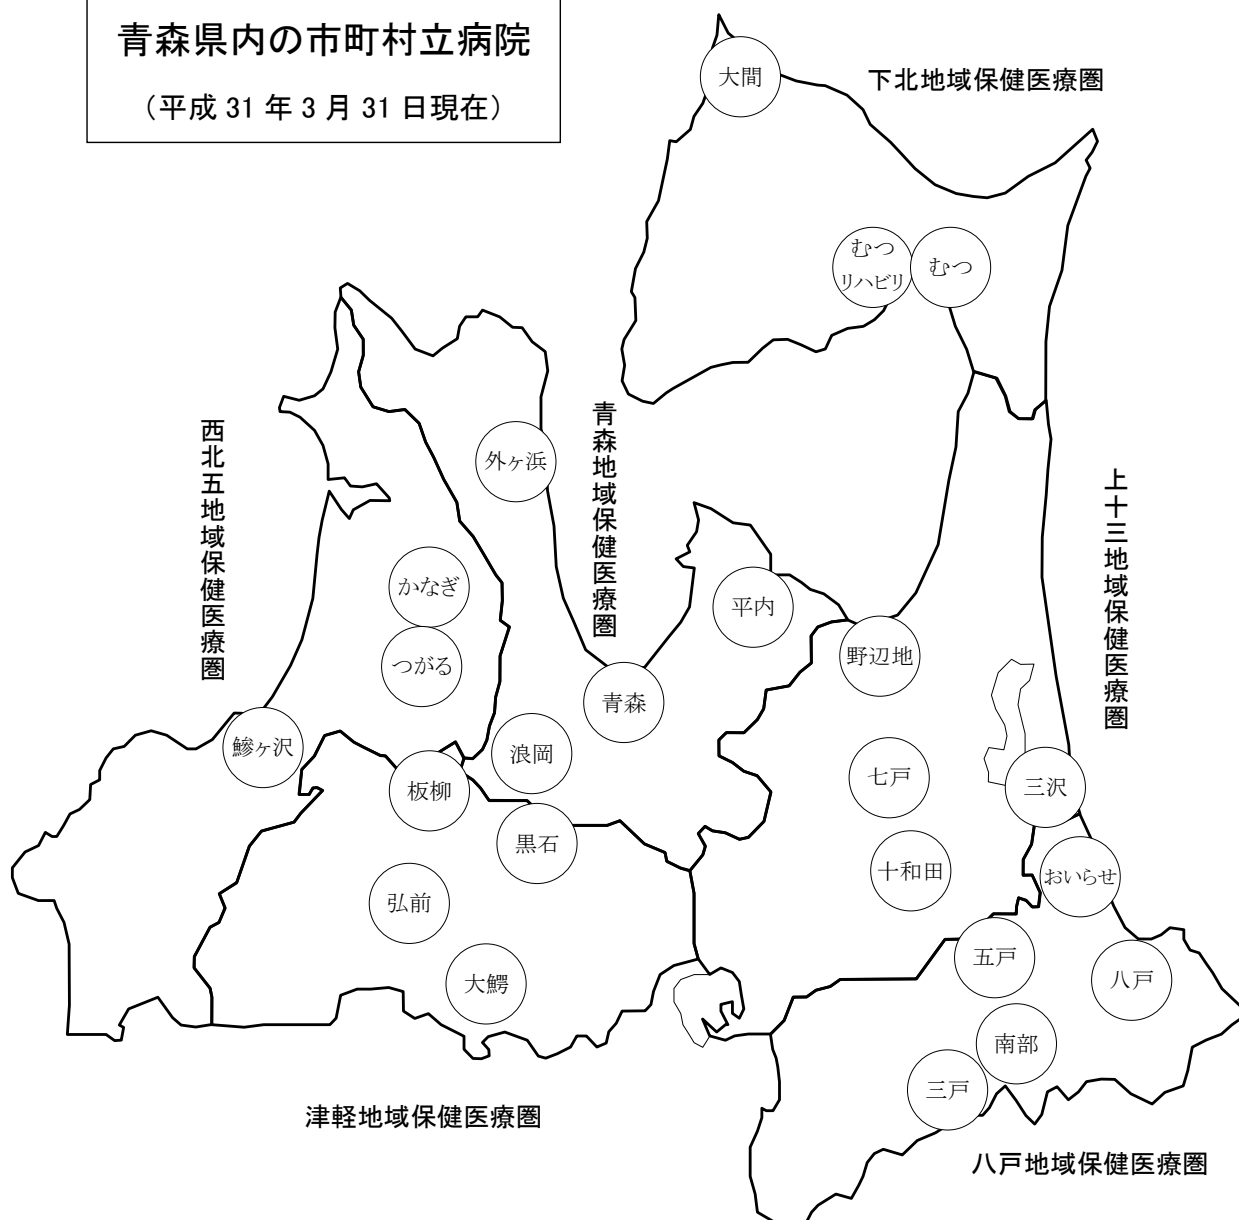 青森県内の市町村立病院
（平成 31 年 3 月 31 日現在）
大間
下北地域保健医療圏
むつ
リハビリ
むつ
西北五地域保健医療圏
青森地域保健医療圏
上十三地域保健医療圏
外ヶ浜
かなぎ
つがる
平内
野辺地
青森
鰺ヶ沢
浪岡
板柳
七戸
三沢
黒石
十和田
おいらせ
弘前
五戸
八戸
大鰐
南部
三戸
津軽地域保健医療圏
八戸地域保健医療圏